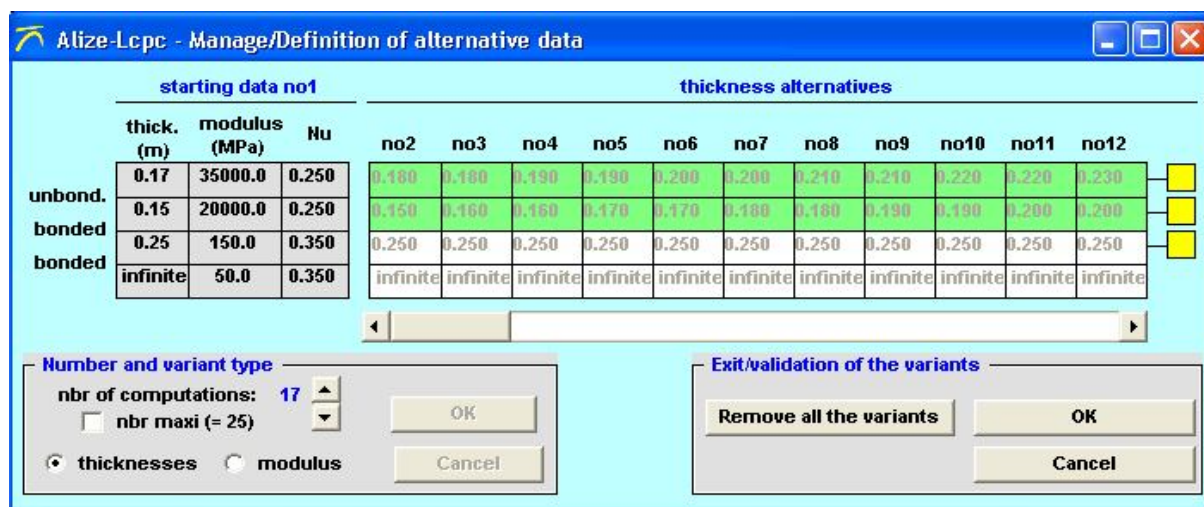 Alize-Lcpc - Manage/Definition of alternative data
starting data no1 thickness alternatives
thick. (m) modulus (MPa) Nu no2 no3 no4 no5 no6 no7 no8 no9 no10 no11 no12
0.17 35000.0 0.250 0.180 0.180 0.190 0.190 0.200 0.200 0.210 0.210 0.220 0.220 0.230
unbond.
0.15 20000.0 0.250 0.150 0.160 0.160 0.170 0.170 0.180 0.180 0.190 0.190 0.200 0.200
bonded
0.25 150.0 0.350 0.250 0.250 0.250 0.250 0.250 0.250 0.250 0.250 0.250 0.250 0.250
bonded
infinite 50.0 0.350 infinite infinite infinite infinite infinite infinite infinite infinite infinite infinite infinite
Number and variant type
nbr of computations: 17
nbr maxi (= 25)
OK
thicknesses modulus
Cancel
Exit/validation of the variants
Remove all the variants OK
Cancel